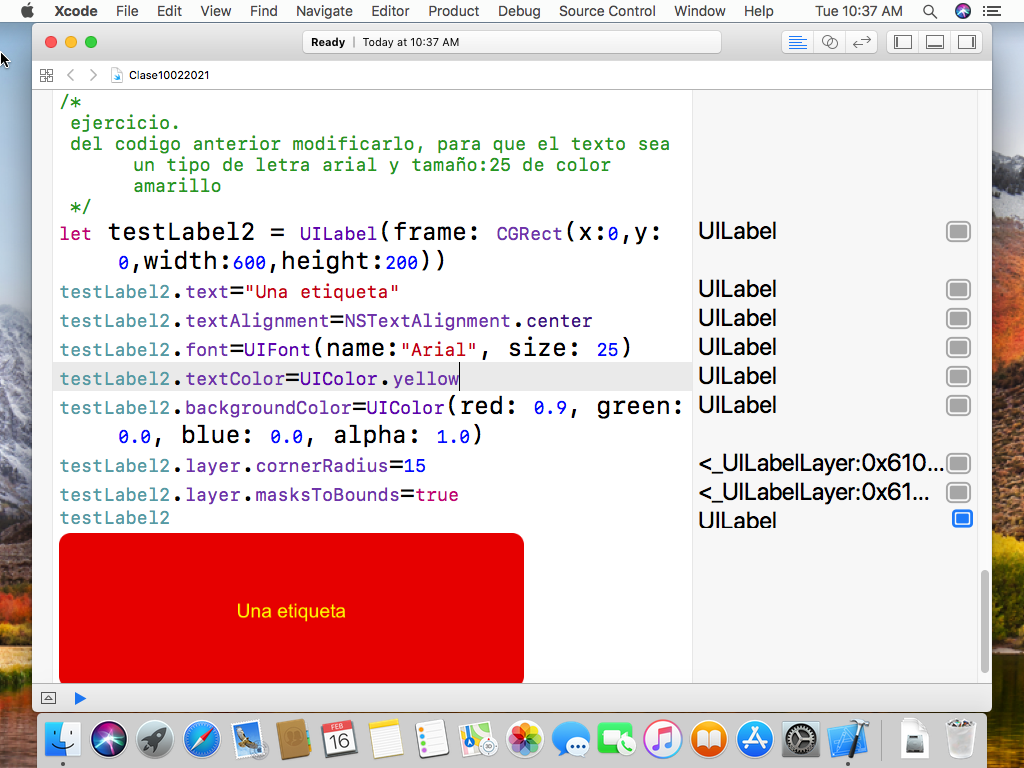 Xcode File Edit View Find Navigate Editor Product Debug Source Control Window Help Tue 10:37 AM
Ready | Today at 10:37 AM
Clase10022021
/*
ejercicio.
del codigo anterior modificarlo, para que el texto sea
un tipo de letra arial y tamaño:25 de color
amarillo
*/
let testLabel2 = UILabel(frame: CGRect(x:0,y:
UILabel
0,width:600,height:200))
testLabel2.text="Una etiqueta"
UILabel
testLabel2.textAlignment=NSTextAlignment.center
UILabel
testLabel2.font=UIFont(name:"Arial", size: 25)
UILabel
testLabel2.textColor=UIColor.yellow
UILabel
testLabel2.backgroundColor=UIColor(red: 0.9, green:
UILabel
0.0, blue: 0.0, alpha: 1.0)
testLabel2.layer.cornerRadius=15
<_UILabelLayer:0x610...
testLabel2.layer.masksToBounds=true
<_UILabelLayer:0x61...
testLabel2
UILabel
Una etiqueta
FEB
16